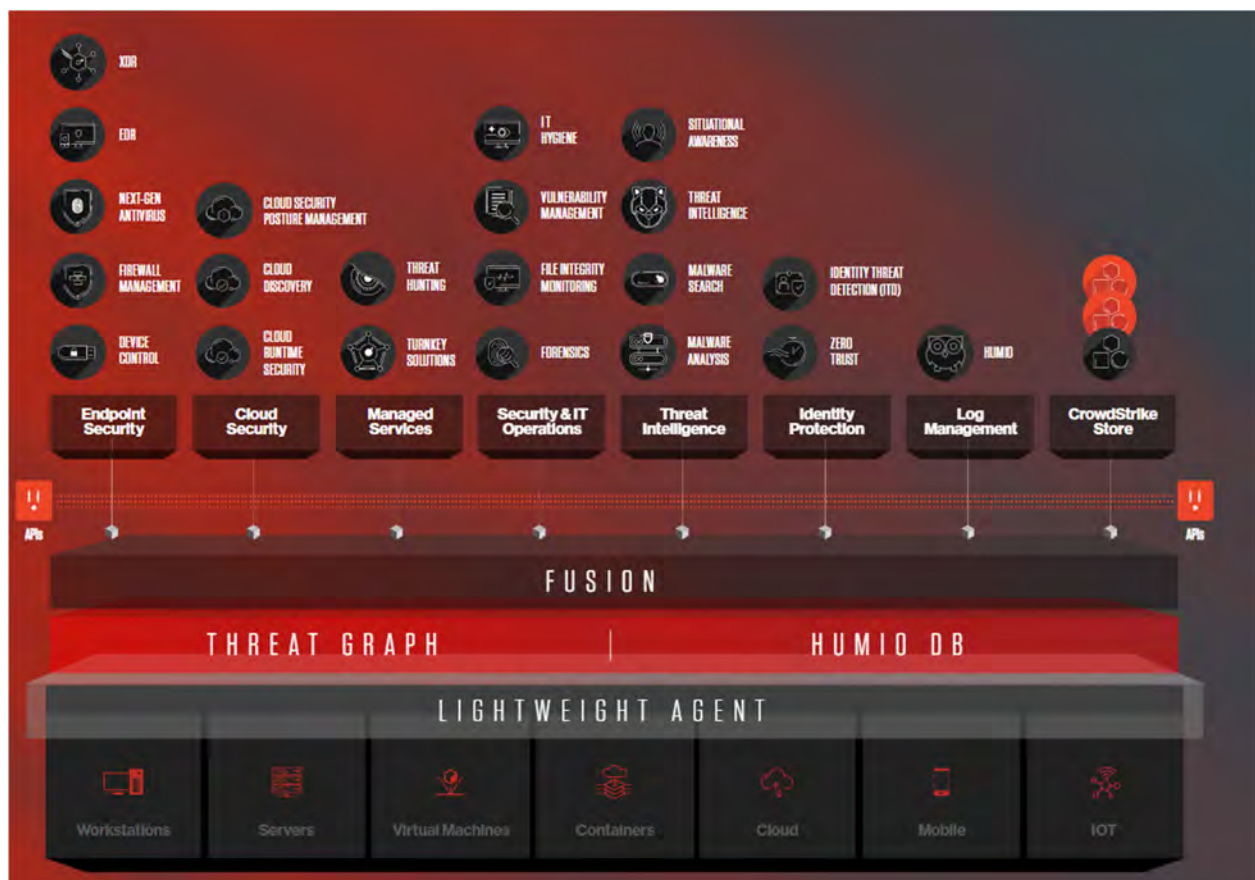 XDR
EDR
IT
HYGIENE
SITUATIONAL
AWARENESS
NEXT-GEN
ANTIVIRUS
CLOUD SECURITY
POSTURE MANAGEMENT
VULNERABILITY
MANAGEMENT
THREAT
INTELLIGENCE
FIREWALL
MANAGEMENT
CLOUD
DISCOVERY
THREAT
HUNTING
FILE INTEGRITY
MONITORING
MALWARE
SEARCH
IDENTITY THREAT
DETECTION (ITD)
DEVICE
CONTROL
CLOUD
RUNTIME
SECURITY
TURNKEY
SOLUTIONS
FORENSICS
MALWARE
ANALYSIS
ZERO
TRUST
HUMIO
Endpoint
Security
Cloud
Security
Managed
Services
Security & IT
Operations
Threat
Intelligence
Identity
Protection
Log
Management
CrowdStrike
Store
APIs
APIs
FUSION
THREAT GRAPH
HUMIO DB
LIGHTWEIGHT AGENT
Workstations
Servers
Virtual Machines
Containers
Cloud
Mobile
IOT